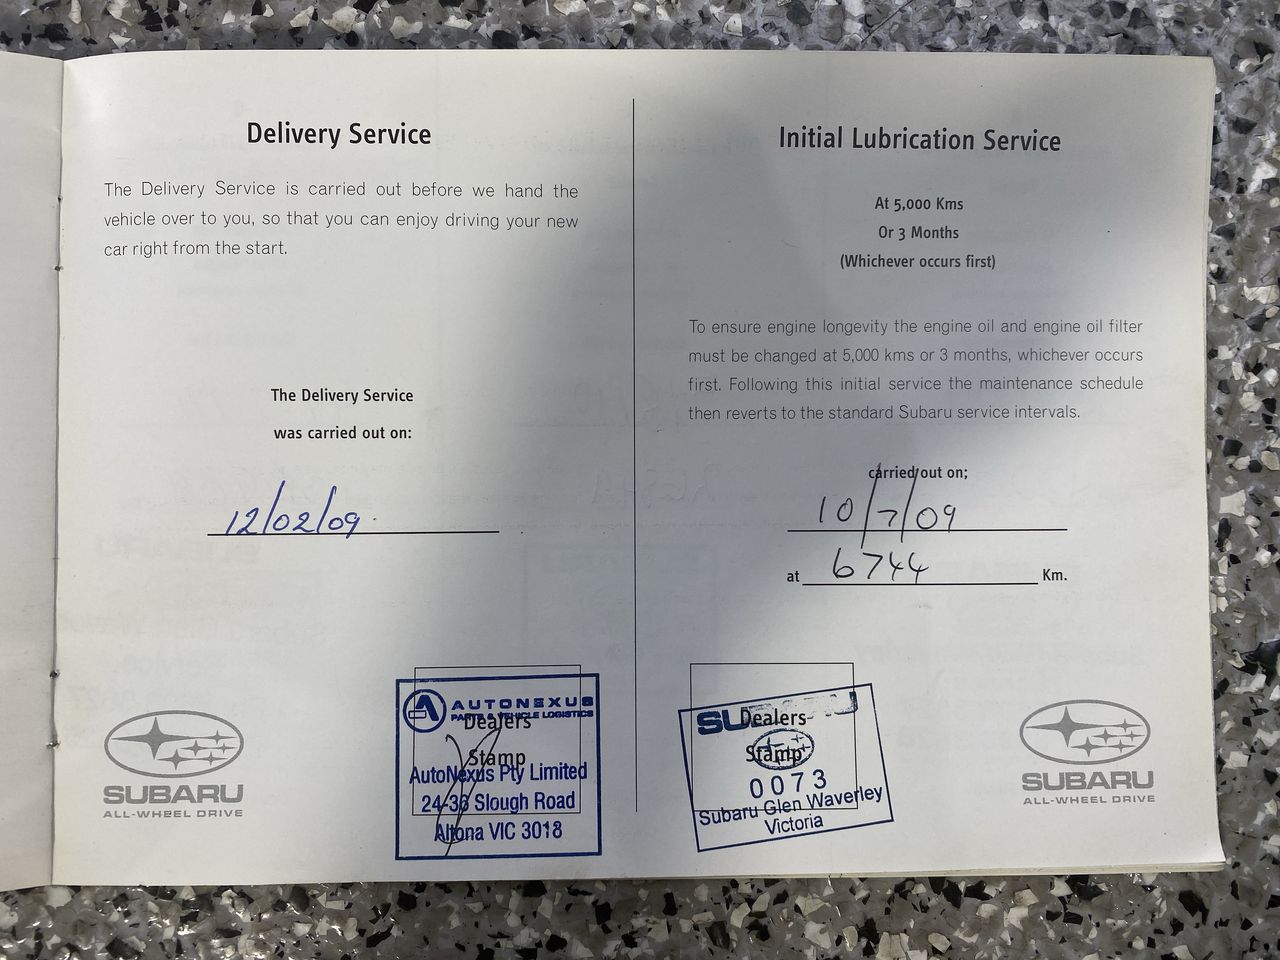 Delivery Service
The Delivery Service is carried out before we hand the
vehicle over to you, so that you can enjoy driving your new
car right from the start.
The Delivery Service
was carried out on:
12/02/09
AUTONEXUS
PARTS & VEHICLE LOGISTICS
Dealers
Stamp
AutoNexus Pty Limited
24-36 Slough Road
Altona VIC 3018
SUBARU
ALL-WHEEL DRIVE
Initial Lubrication Service
At 5,000 Kms
Or 3 Months
(Whichever occurs first)
To ensure engine longevity the engine oil and engine oil filter
must be changed at 5,000 kms or 3 months, whichever occurs
first. Following this initial service the maintenance schedule
then reverts to the standard Subaru service intervals.
carried out on;
10/7/09
at 6744 Km.
Dealers
Stamp
0073
Subaru Glen Waverley
Victoria
SUBARU
ALL-WHEEL DRIVE